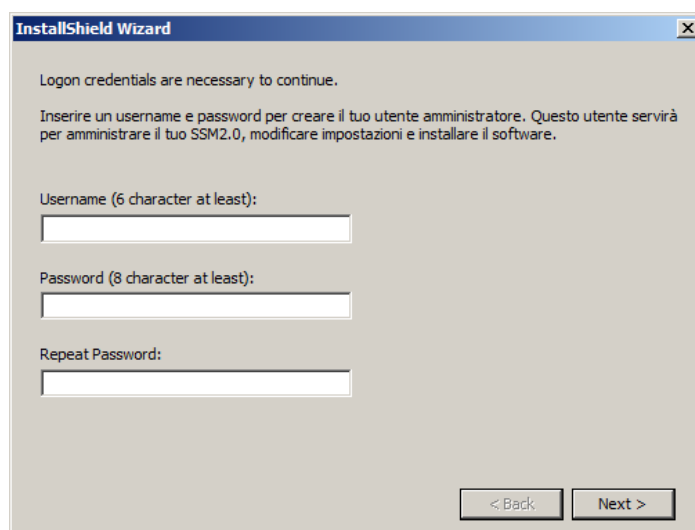 InstallShield Wizard
Logon credentials are necessary to continue.
Inserire un username e password per creare il tuo utente amministratore. Questo utente servirà
per amministrare il tuo SSM2.0, modificare impostazioni e installare il software.
Username (6 character at least):
Password (8 character at least):
Repeat Password:
< Back Next >